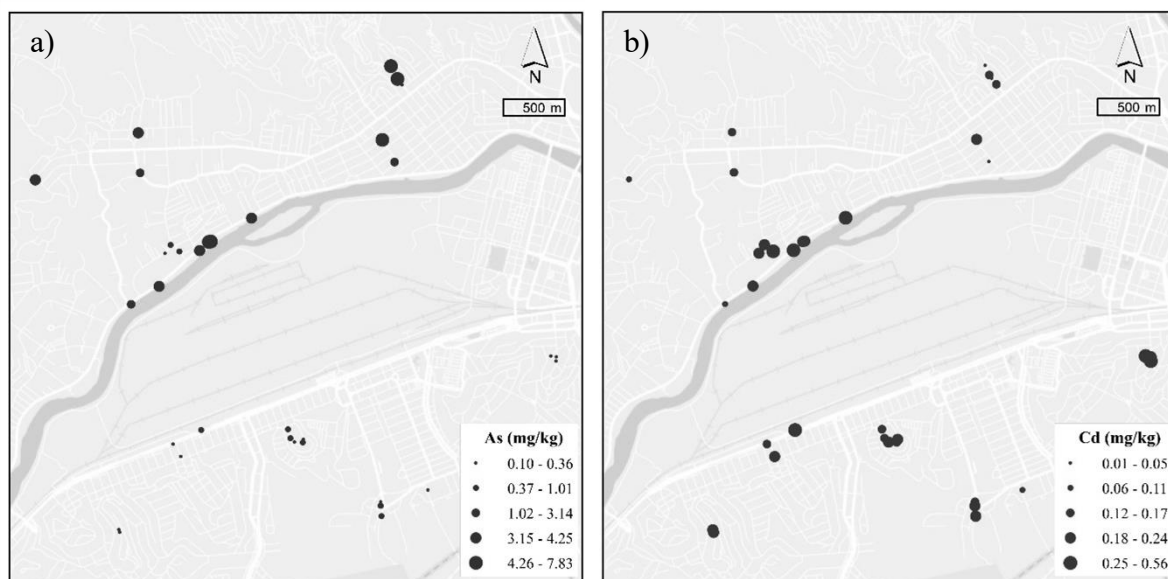 a)
N
500 m
As (mg/kg)
0.10 - 0.36
0.37 - 1.01
1.02 - 3.14
3.15 - 4.25
4.26 - 7.83
b)
N
500 m
Cd (mg/kg)
0.01 - 0.05
0.06 - 0.11
0.12 - 0.17
0.18 - 0.24
0.25 - 0.56